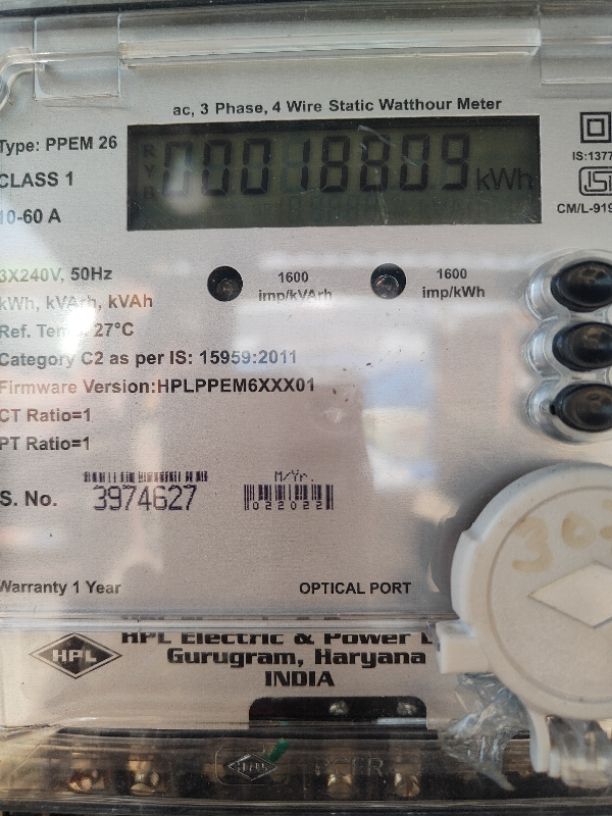 ac, 3 Phase, 4 Wire Static Watthour Meter
Type: PPEM 26
CLASS 1
10-60 A
R
Y
B
00018809 kWh
IS:1377
CM/L-919
3X240V, 50Hz
kWh, kVArh, kVAh
Ref. Temp 27°C
1600
imp/kVArh
1600
imp/kWh
Category C2 as per IS: 15959:2011
Firmware Version:HPLPPEM6XXX01
CT Ratio=1
PT Ratio=1
S. No. 3974627
M/Yr.
022022
Warranty 1 Year
OPTICAL PORT
HPL
HPL Electric & Power
Gurugram, Haryana
INDIA